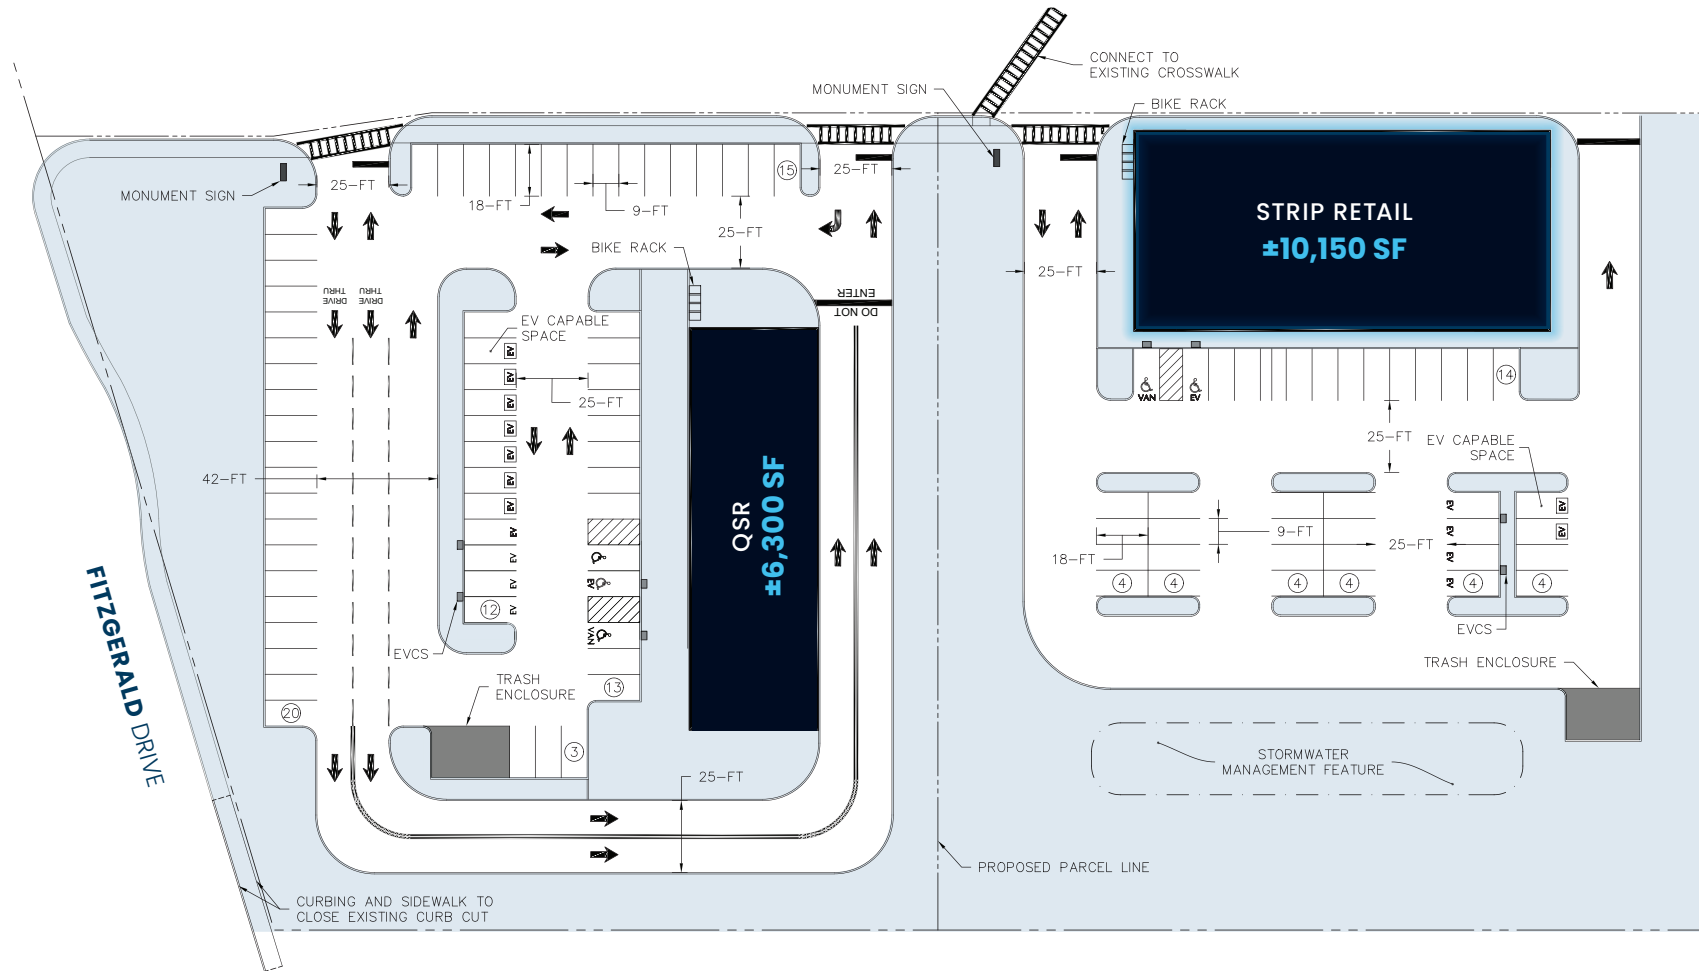 CONNECT TO
EXISTING CROSSWALK
MONUMENT SIGN
BIKE RACK
MONUMENT SIGN
25-FT
15
25-FT
18-FT
9-FT
25-FT
BIKE RACK
25-FT
STRIP RETAIL
±10,150 SF
DRIVE
THRU
DRIVE
THRU
DO NOT
ENTER
EV CAPABLE
SPACE
EV
EV
EV
EV
EV
EV
EV
EV
EV
EV
EV
25-FT
42-FT
QSR
±6,300 SF
EV
VAN
12
13
EVCS
TRASH
ENCLOSURE
20
3
25-FT
VAN
EV
14
25-FT
EV CAPABLE
SPACE
EV
EV
EV
EV
EV
EV
9-FT
18-FT
25-FT
4
4
4
4
4
4
EVCS
TRASH ENCLOSURE
STORMWATER
MANAGEMENT FEATURE
PROPOSED PARCEL LINE
FITZGERALD DRIVE
CURBING AND SIDEWALK TO
CLOSE EXISTING CURB CUT